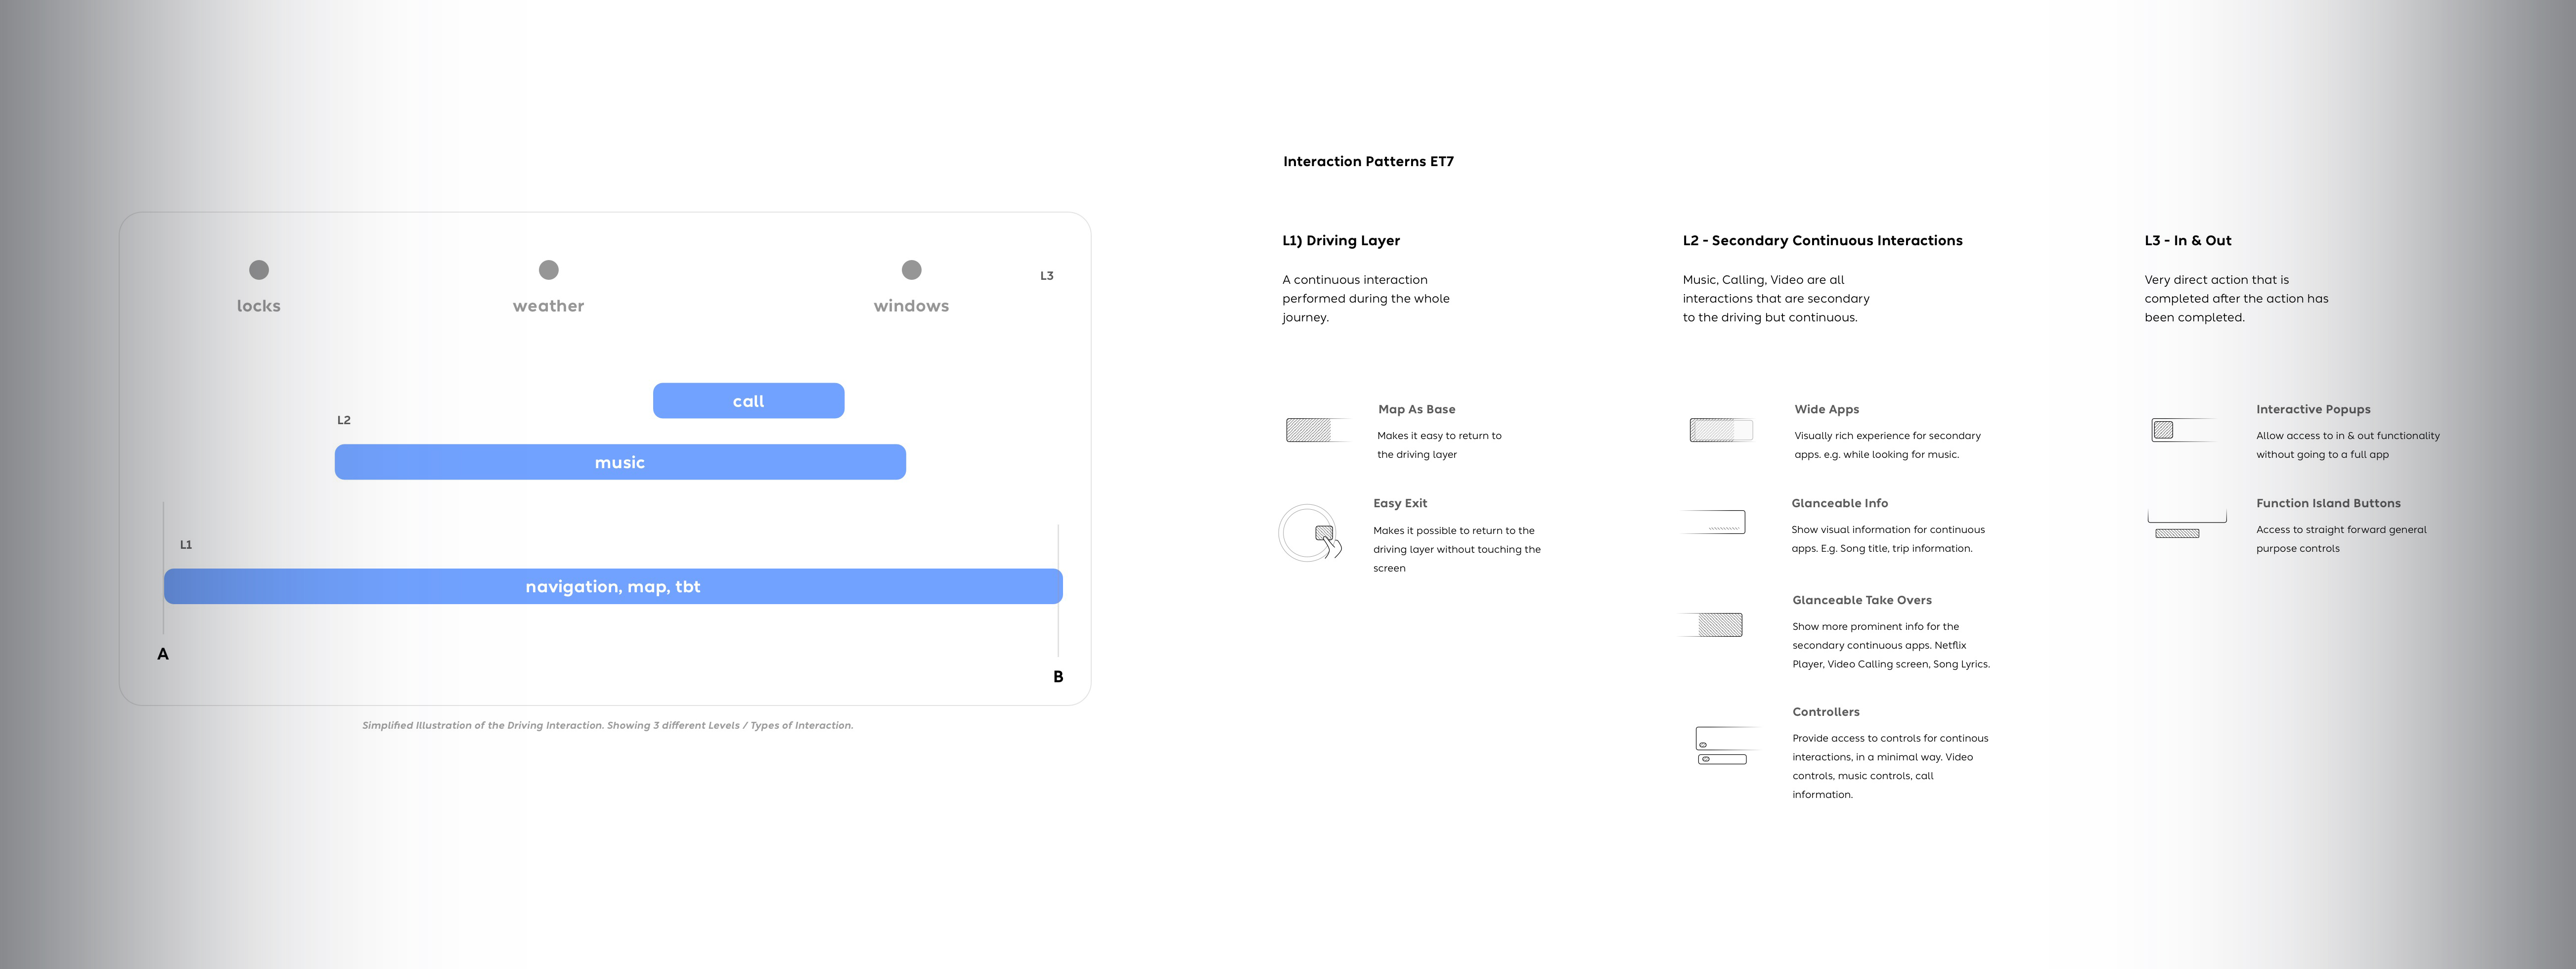 locks
weather
windows
L3
call
L2
music
L1
navigation, map, tbt
A
B
Simplified Illustration of the Driving Interaction. Showing 3 different Levels / Types of Interaction.
Interaction Patterns ET7
L1) Driving Layer
A continuous interaction
performed during the whole
journey.
Map As Base
Makes it easy to return to
the driving layer
Easy Exit
Makes it possible to return to the
driving layer without touching the
screen
L2 - Secondary Continuous Interactions
Music, Calling, Video are all
interactions that are secondary
to the driving but continuous.
Wide Apps
Visually rich experience for secondary
apps. e.g. while looking for music.
Glanceable Info
Show visual information for continuous
apps. E.g. Song title, trip information.
Glanceable Take Overs
Show more prominent info for the
secondary continuous apps. Netflix
Player, Video Calling screen, Song Lyrics.
Controllers
Provide access to controls for continous
interactions, in a minimal way. Video
controls, music controls, call
information.
L3 - In & Out
Very direct action that is
completed after the action has
been completed.
Interactive Popups
Allow access to in & out functionality
without going to a full app
Function Island Buttons
Access to straight forward general
purpose controls